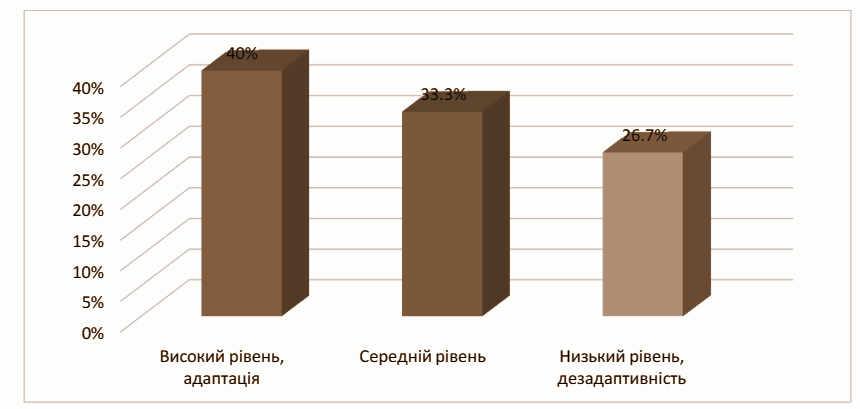 40%
33.3%
26.7%
40%
35%
30%
25%
20%
15%
10%
5%
0%
Високий рівень,
адаптація
Середній рівень
Низький рівень,
дезадаптивність